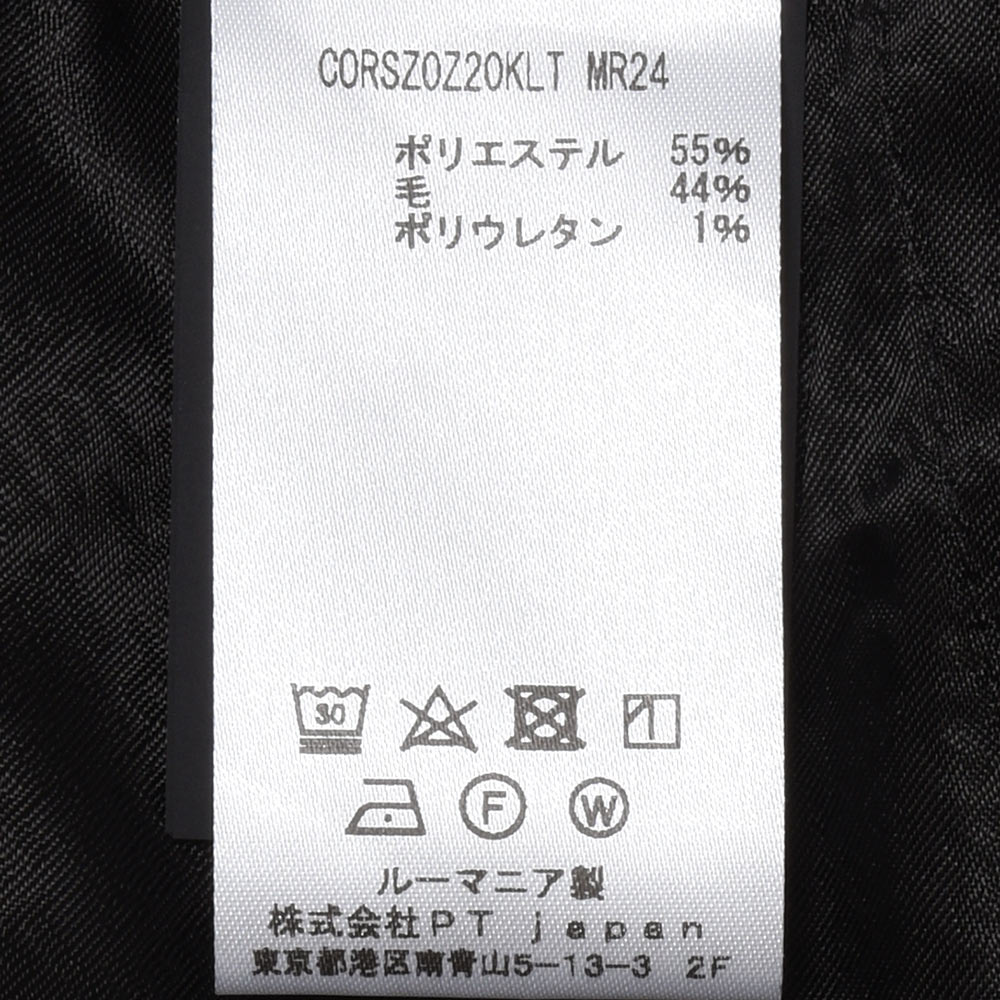 CORSZ0Z20KLT MR24
ポリエステル 55%
毛 44%
ポリウレタン 1%
30
F W
ルーマニア製
株式会社PT japan
東京都港区南青山5-13-3 2F